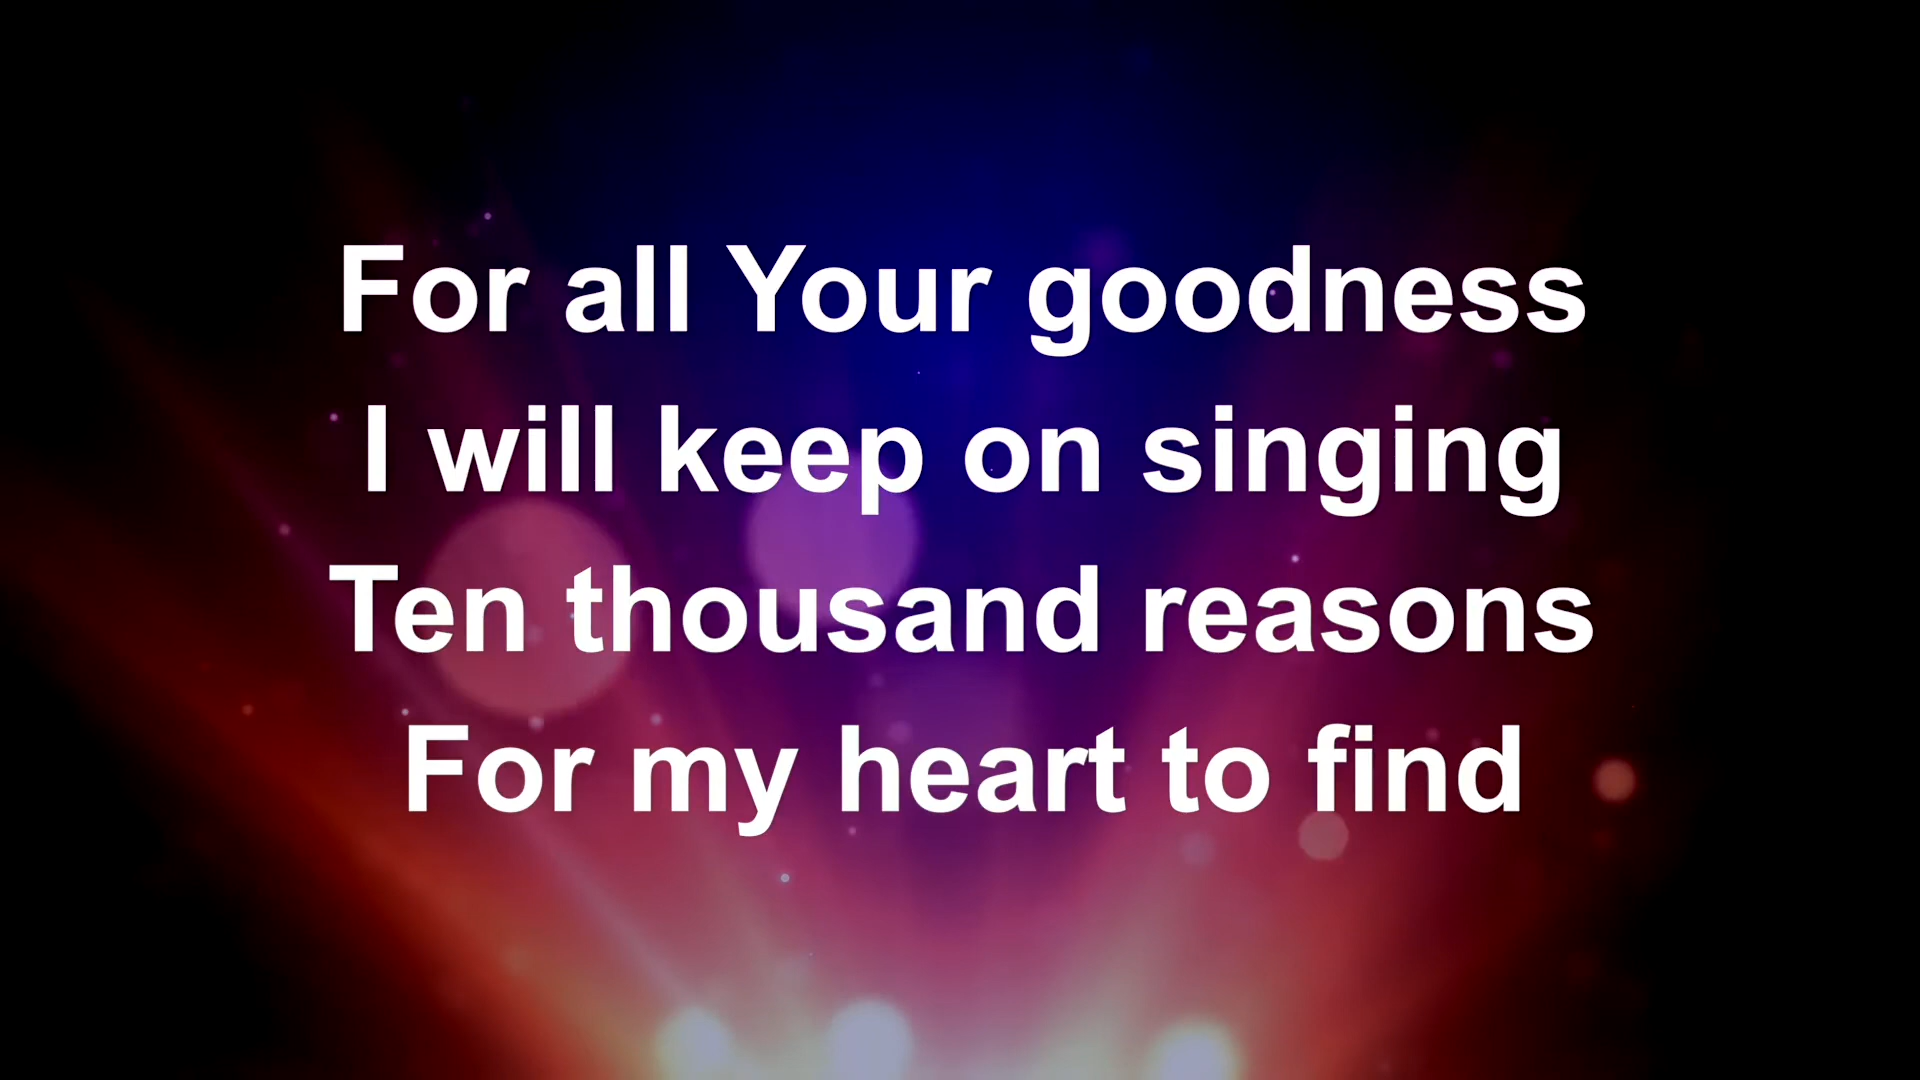 For all Your goodness
I will keep on singing
Ten thousand reasons
For my heart to find